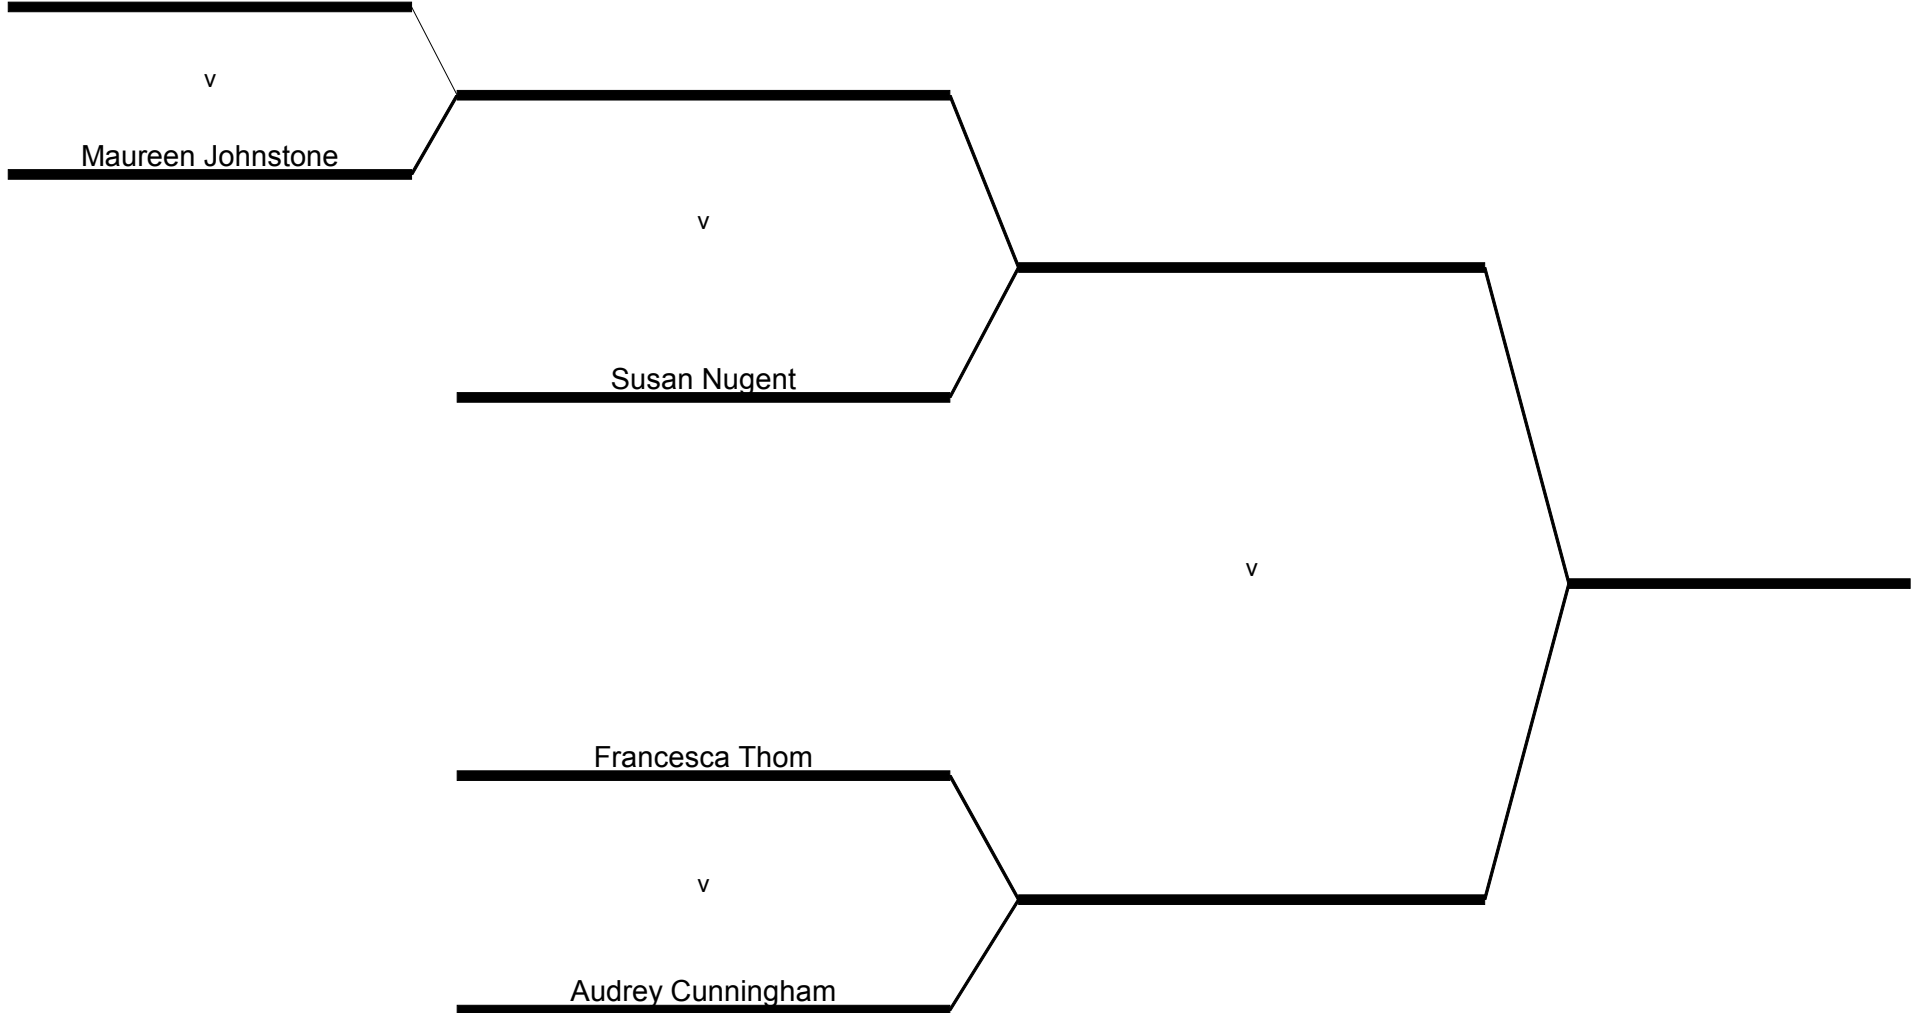 v
Maureen Johnstone
v
Susan Nugent
v
Francesca Thom
v
Audrey Cunningham